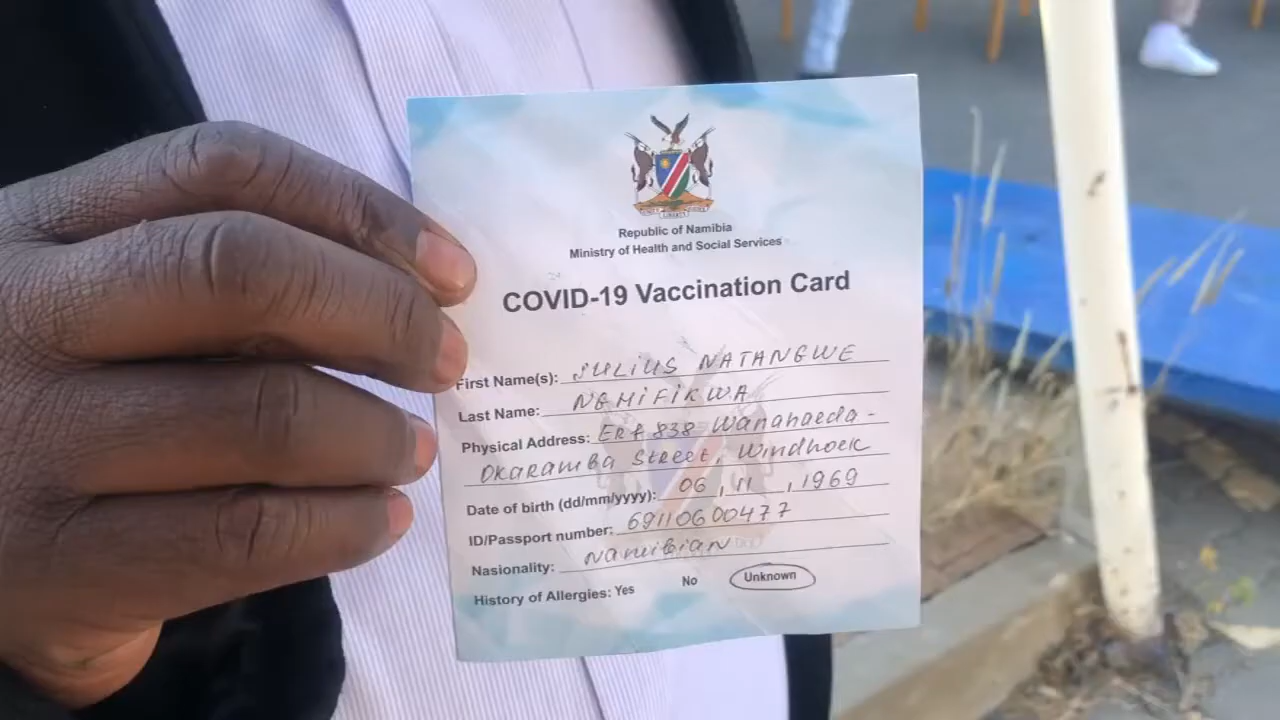 Republic of Namibia
Ministry of Health and Social Services
COVID-19 Vaccination Card
First Name(s): JULIUS NATANGWE
Last Name: NGHIFIKWA
Physical Address: Erf 838 Wanahaeda -
Okaramba Street, Windhoek
Date of birth (dd/mm/yyyy): 06, 11, 1969
ID/Passport number: 69110600477
Nasionality: Namibian
History of Allergies: Yes No Unknown